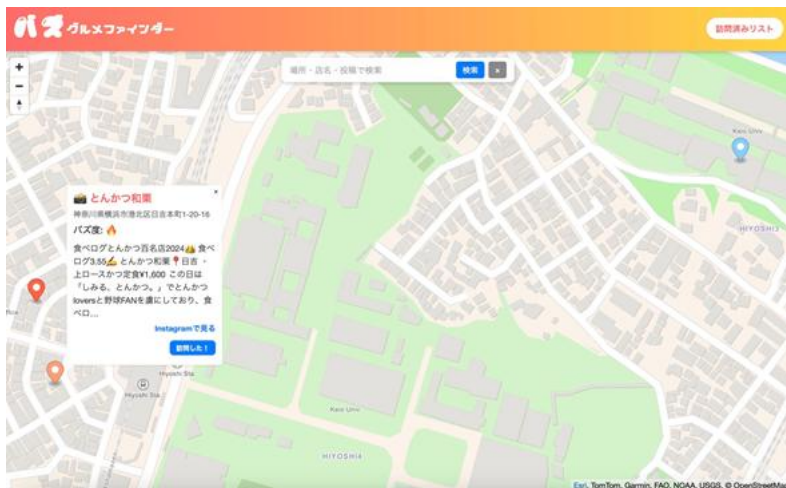 バズ グルメファインダー
訪問済みリスト
+
−
場所・店名・投稿で検索
検索
×
Keio Univ
📸 とんかつ和栗
×
神奈川県横浜市港北区日吉本町1-20-16
バズ度: 🔥
食べログとんかつ百名店2024🏅 食べ
ログ3.55✍️ とんかつ和栗📍日吉 ・
上ロースかつ定食¥1,600 この日は
「しみる、とんかつ。」でとんかつ
loversと野球FANを虜にしており、食
べロ...
Instagramで見る
訪問した！
HIYOSHI3
Hiyoshi Sta
Hiyoshi Sta
Keio Univ
HIYOSHI4
Esri, TomTom, Garmin, FAO, NOAA, USGS, © OpenStreetMap